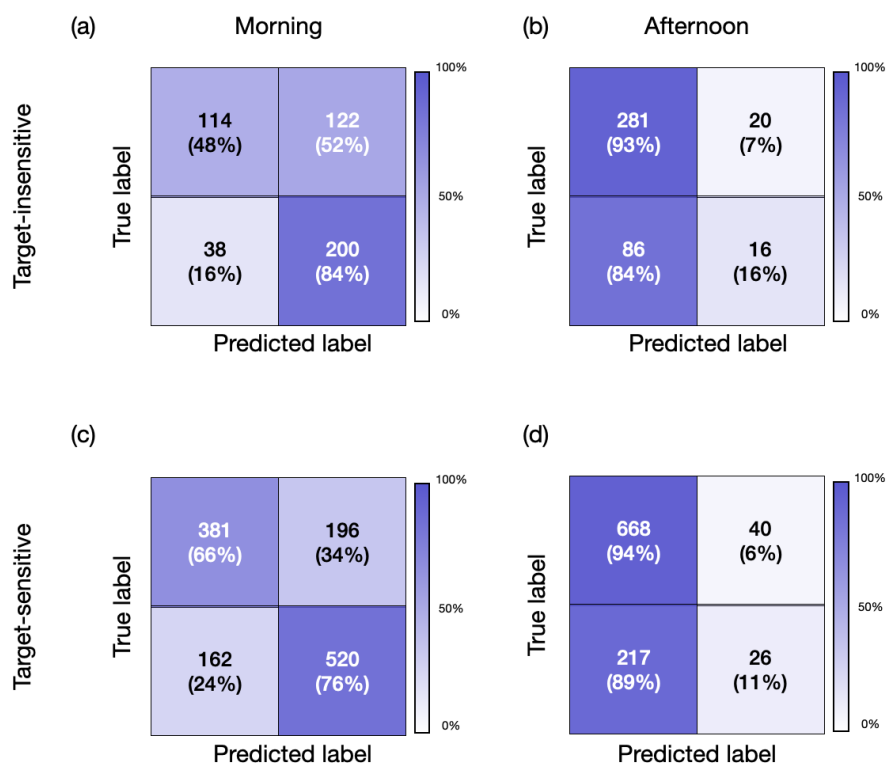 (a)
Morning
(b)
Afternoon
Target-insensitive
True label
114
(48%)
122
(52%)
38
(16%)
200
(84%)
Predicted label
100%
50%
0%
True label
281
(93%)
20
(7%)
86
(84%)
16
(16%)
Predicted label
100%
50%
0%
(c)
(d)
Target-sensitive
True label
381
(66%)
196
(34%)
162
(24%)
520
(76%)
Predicted label
100%
50%
0%
True label
668
(94%)
40
(6%)
217
(89%)
26
(11%)
Predicted label
100%
50%
0%